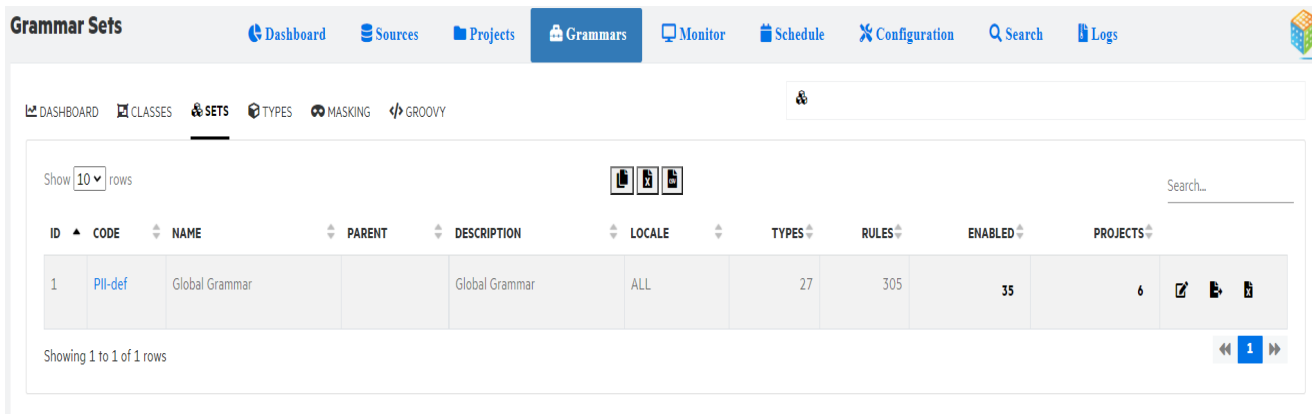 Grammar Sets
Dashboard Sources Projects Grammars Monitor Schedule Configuration Search Logs
DASHBOARD CLASSES SETS TYPES MASKING GROOVY
Show 10 rows
Search...
ID CODE NAME PARENT DESCRIPTION LOCALE TYPES RULES ENABLED PROJECTS
1 PII-def Global Grammar Global Grammar ALL 27 305 35 6
Showing 1 to 1 of 1 rows
1